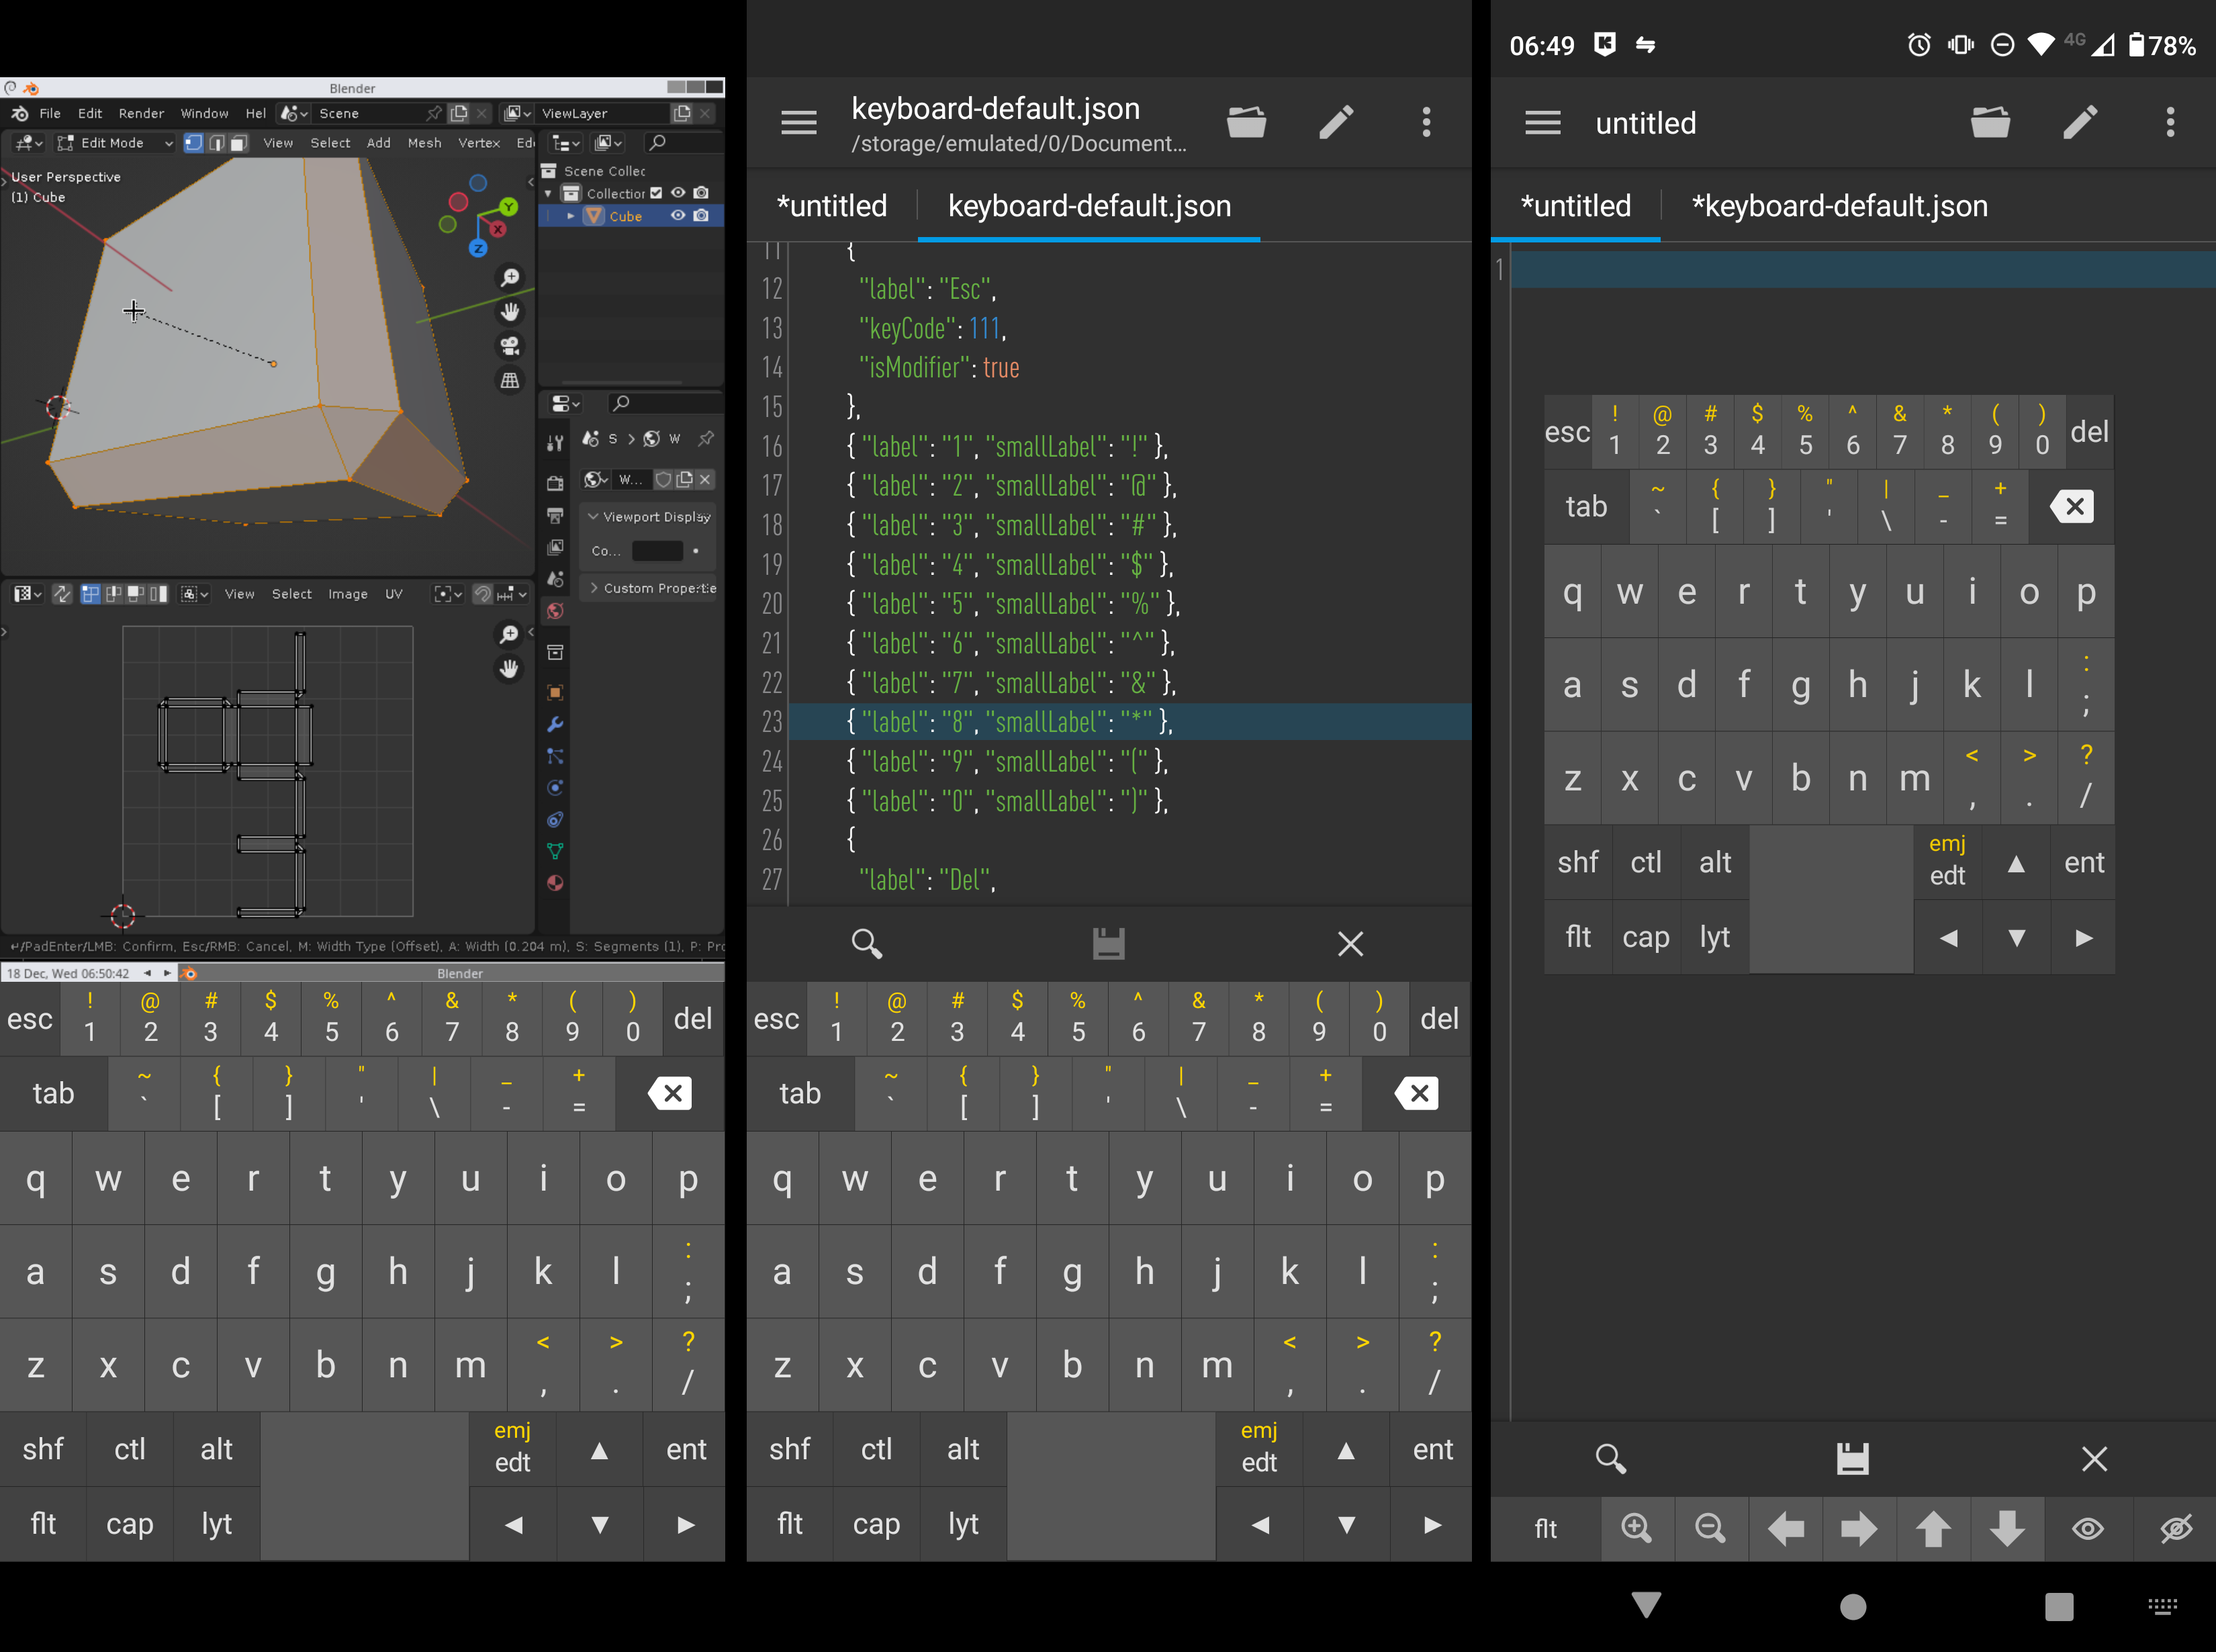 Blender
File Edit Render Window Hel Scene ViewLayer
Edit Mode View Select Add Mesh Vertex Ed
User Perspective
(1) Cube
Y
X
Z
Scene Collec
Collection
Cube
S > W
W...
Viewport Display
Co...
Custom Propertie
View Select Image UV
↵/PadEnter/LMB: Confirm, Esc/RMB: Cancel, M: Width Type (Offset), A: Width (0.204 m), S: Segments (1), P: Pro
18 Dec, Wed 06:50:42 ◂ ▸ Blender
esc ! 1 @ 2 # 3 $ 4 % 5 ^ 6 & 7 * 8 ( 9 ) 0 del
tab ~ ` { [ } ] " ' | \ _ - + =
q w e r t y u i o p
a s d f g h j k l : ;
z x c v b n m < , > . ? /
shf ctl alt emj edt ▲ ent
flt cap lyt ◀ ▼ ▶
keyboard-default.json
/storage/emulated/0/Document...
*untitled keyboard-default.json
11 {
12 "label": "Esc",
13 "keyCode": 111,
14 "isModifier": true
15 },
16 { "label": "1", "smallLabel": "!" },
17 { "label": "2", "smallLabel": "@" },
18 { "label": "3", "smallLabel": "#" },
19 { "label": "4", "smallLabel": "$" },
20 { "label": "5", "smallLabel": "%" },
21 { "label": "6", "smallLabel": "^" },
22 { "label": "7", "smallLabel": "&" },
23 { "label": "8", "smallLabel": "*" },
24 { "label": "9", "smallLabel": "(" },
25 { "label": "0", "smallLabel": ")" },
26 {
27 "label": "Del",
esc ! 1 @ 2 # 3 $ 4 % 5 ^ 6 & 7 * 8 ( 9 ) 0 del
tab ~ ` { [ } ] " ' | \ _ - + =
q w e r t y u i o p
a s d f g h j k l : ;
z x c v b n m < , > . ? /
shf ctl alt emj edt ▲ ent
flt cap lyt ◀ ▼ ▶
06:49 4G 78%
untitled
*untitled *keyboard-default.json
1
esc ! 1 @ 2 # 3 $ 4 % 5 ^ 6 & 7 * 8 ( 9 ) 0 del
tab ~ ` { [ } ] " ' | \ _ - + =
q w e r t y u i o p
a s d f g h j k l : ;
z x c v b n m < , > . ? /
shf ctl alt emj edt ▲ ent
flt cap lyt ◀ ▼ ▶
flt